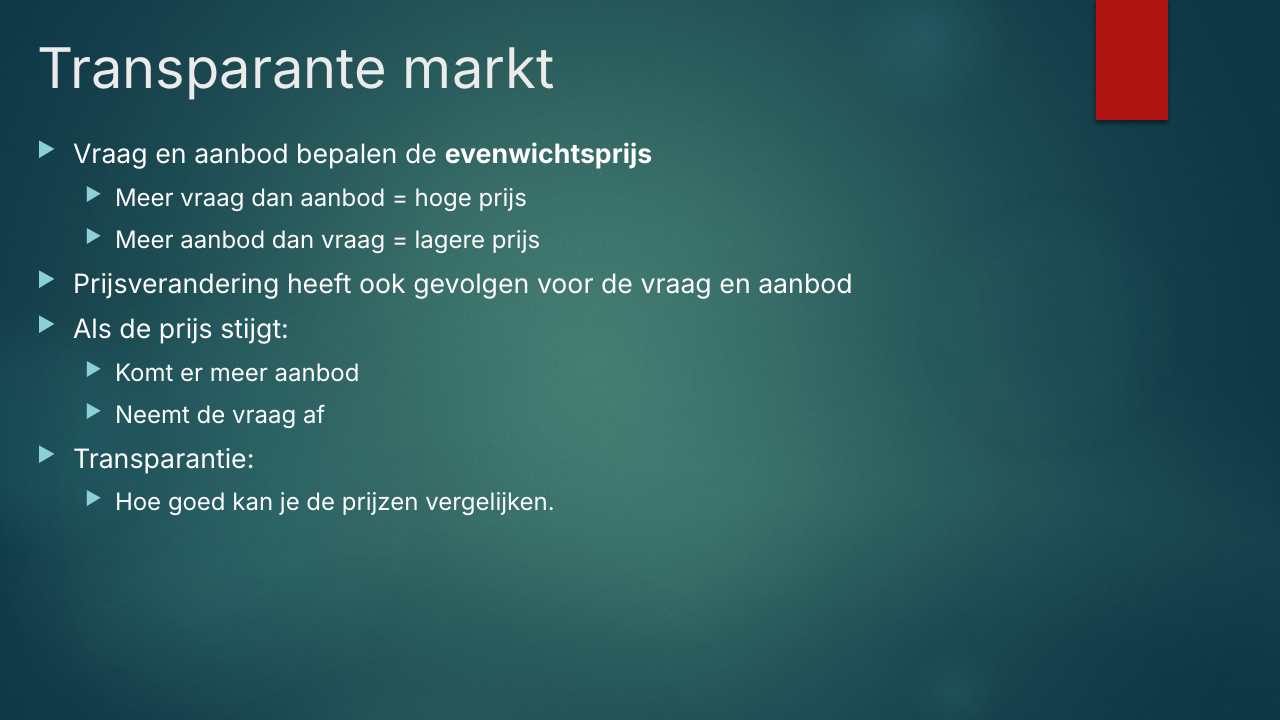 Transparante markt
Vraag en aanbod bepalen de evenwichtsprijs
Meer vraag dan aanbod = hoge prijs
Meer aanbod dan vraag = lagere prijs
Prijsverandering heeft ook gevolgen voor de vraag en aanbod
Als de prijs stijgt:
Komt er meer aanbod
Neemt de vraag af
Transparantie:
Hoe goed kan je de prijzen vergelijken.